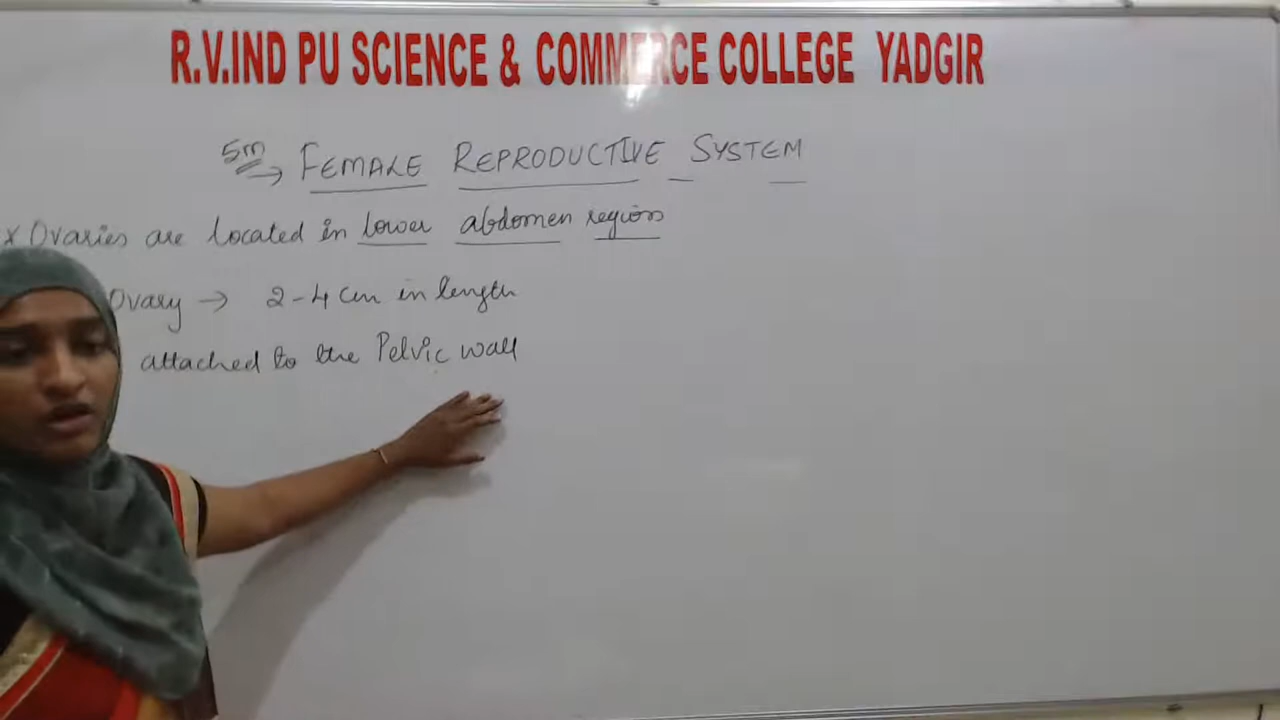 R.V.IND PU SCIENCE & COMMERCE COLLEGE YADGIR
5m → FEMALE REPRODUCTIVE SYSTEM
x Ovaries are located in lower abdomen region
Ovary → 2-4 cm in length
attached to the Pelvic wall